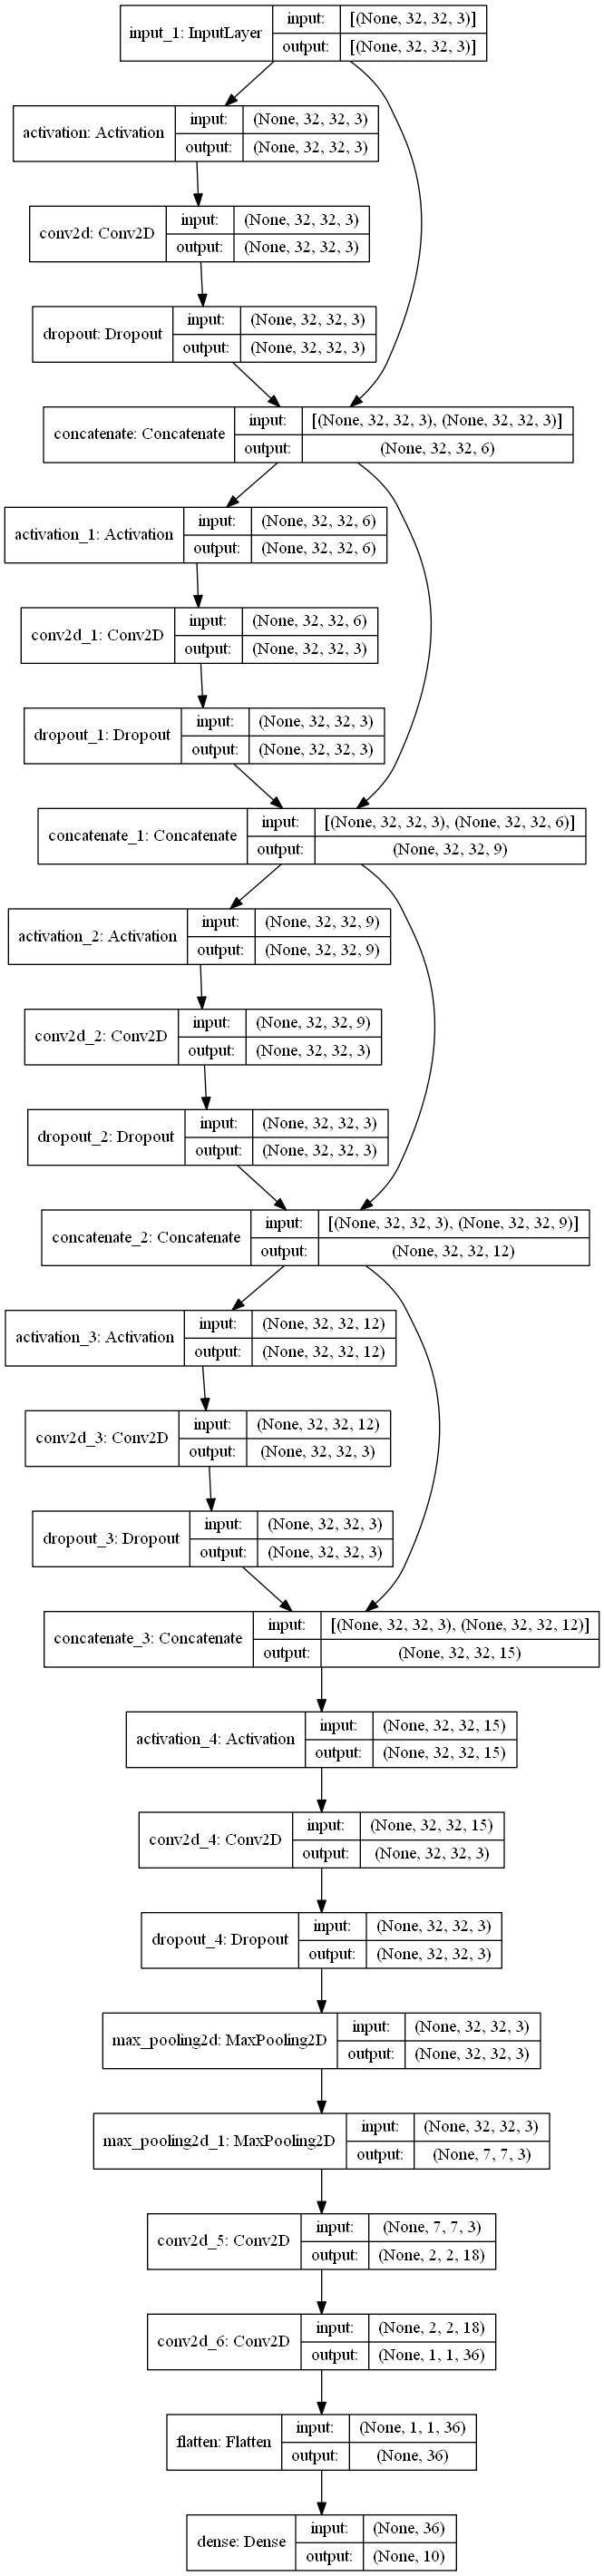 input_1: InputLayer
input: [(None, 32, 32, 3)]
output: [(None, 32, 32, 3)]
activation: Activation
input: (None, 32, 32, 3)
output: (None, 32, 32, 3)
conv2d: Conv2D
input: (None, 32, 32, 3)
output: (None, 32, 32, 3)
dropout: Dropout
input: (None, 32, 32, 3)
output: (None, 32, 32, 3)
concatenate: Concatenate
input: [(None, 32, 32, 3), (None, 32, 32, 3)]
output: (None, 32, 32, 6)
activation_1: Activation
input: (None, 32, 32, 6)
output: (None, 32, 32, 6)
conv2d_1: Conv2D
input: (None, 32, 32, 6)
output: (None, 32, 32, 3)
dropout_1: Dropout
input: (None, 32, 32, 3)
output: (None, 32, 32, 3)
concatenate_1: Concatenate
input: [(None, 32, 32, 3), (None, 32, 32, 6)]
output: (None, 32, 32, 9)
activation_2: Activation
input: (None, 32, 32, 9)
output: (None, 32, 32, 9)
conv2d_2: Conv2D
input: (None, 32, 32, 9)
output: (None, 32, 32, 3)
dropout_2: Dropout
input: (None, 32, 32, 3)
output: (None, 32, 32, 3)
concatenate_2: Concatenate
input: [(None, 32, 32, 3), (None, 32, 32, 9)]
output: (None, 32, 32, 12)
activation_3: Activation
input: (None, 32, 32, 12)
output: (None, 32, 32, 12)
conv2d_3: Conv2D
input: (None, 32, 32, 12)
output: (None, 32, 32, 3)
dropout_3: Dropout
input: (None, 32, 32, 3)
output: (None, 32, 32, 3)
concatenate_3: Concatenate
input: [(None, 32, 32, 3), (None, 32, 32, 12)]
output: (None, 32, 32, 15)
activation_4: Activation
input: (None, 32, 32, 15)
output: (None, 32, 32, 15)
conv2d_4: Conv2D
input: (None, 32, 32, 15)
output: (None, 32, 32, 3)
dropout_4: Dropout
input: (None, 32, 32, 3)
output: (None, 32, 32, 3)
max_pooling2d: MaxPooling2D
input: (None, 32, 32, 3)
output: (None, 32, 32, 3)
max_pooling2d_1: MaxPooling2D
input: (None, 32, 32, 3)
output: (None, 7, 7, 3)
conv2d_5: Conv2D
input: (None, 7, 7, 3)
output: (None, 2, 2, 18)
conv2d_6: Conv2D
input: (None, 2, 2, 18)
output: (None, 1, 1, 36)
flatten: Flatten
input: (None, 1, 1, 36)
output: (None, 36)
dense: Dense
input: (None, 36)
output: (None, 10)